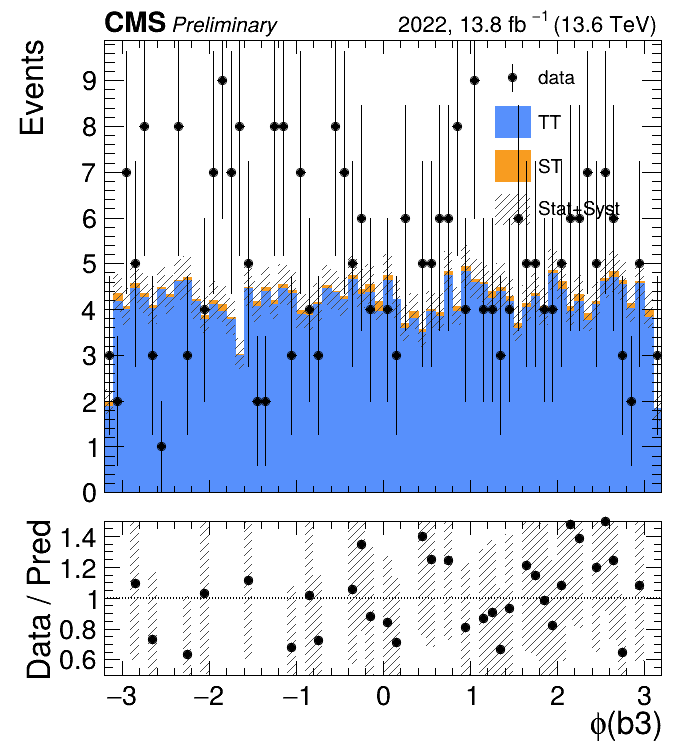 CMS Preliminary 2022, 13.8 fb⁻¹ (13.6 TeV)
Events
9
8
7
6
5
4
3
2
1
0
data
TT
ST
Stat+Syst
Data / Pred
1.4
1.2
1
0.8
0.6
−3 −2 −1 0 1 2 3
ϕ(b3)